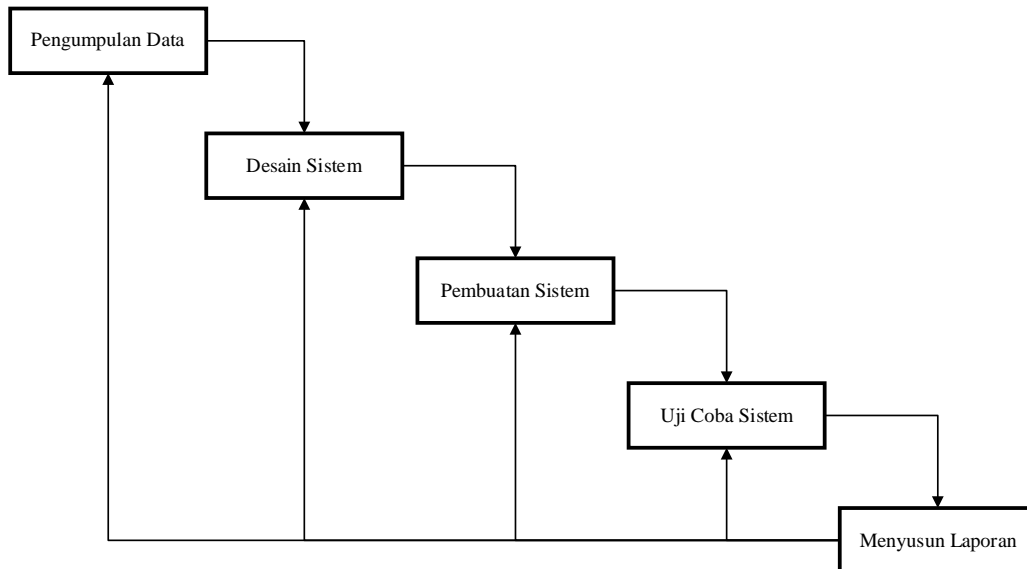 Pengumpulan Data
Desain Sistem
Pembuatan Sistem
Uji Coba Sistem
Menyusun Laporan